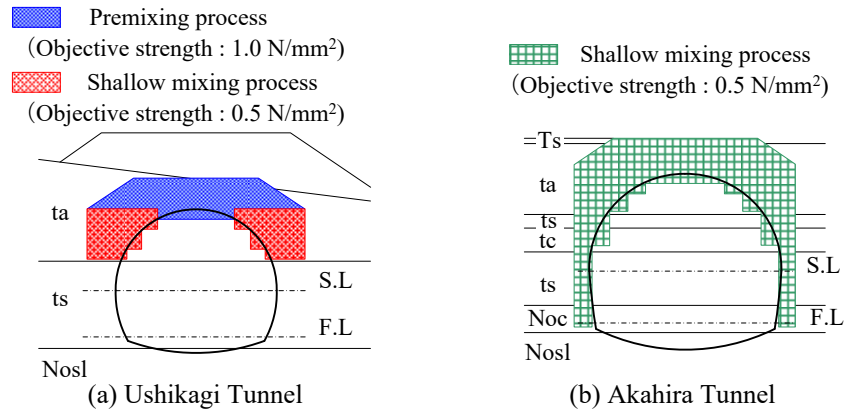 Premixing process
（Objective strength : 1.0 N/mm²）
Shallow mixing process
（Objective strength : 0.5 N/mm²）
ta
ts
S.L
F.L
Nosl
(a) Ushikagi Tunnel
Shallow mixing process
（Objective strength : 0.5 N/mm²）
Ts
ta
ts
tc
S.L
ts
Noc
F.L
Nosl
(b) Akahira Tunnel